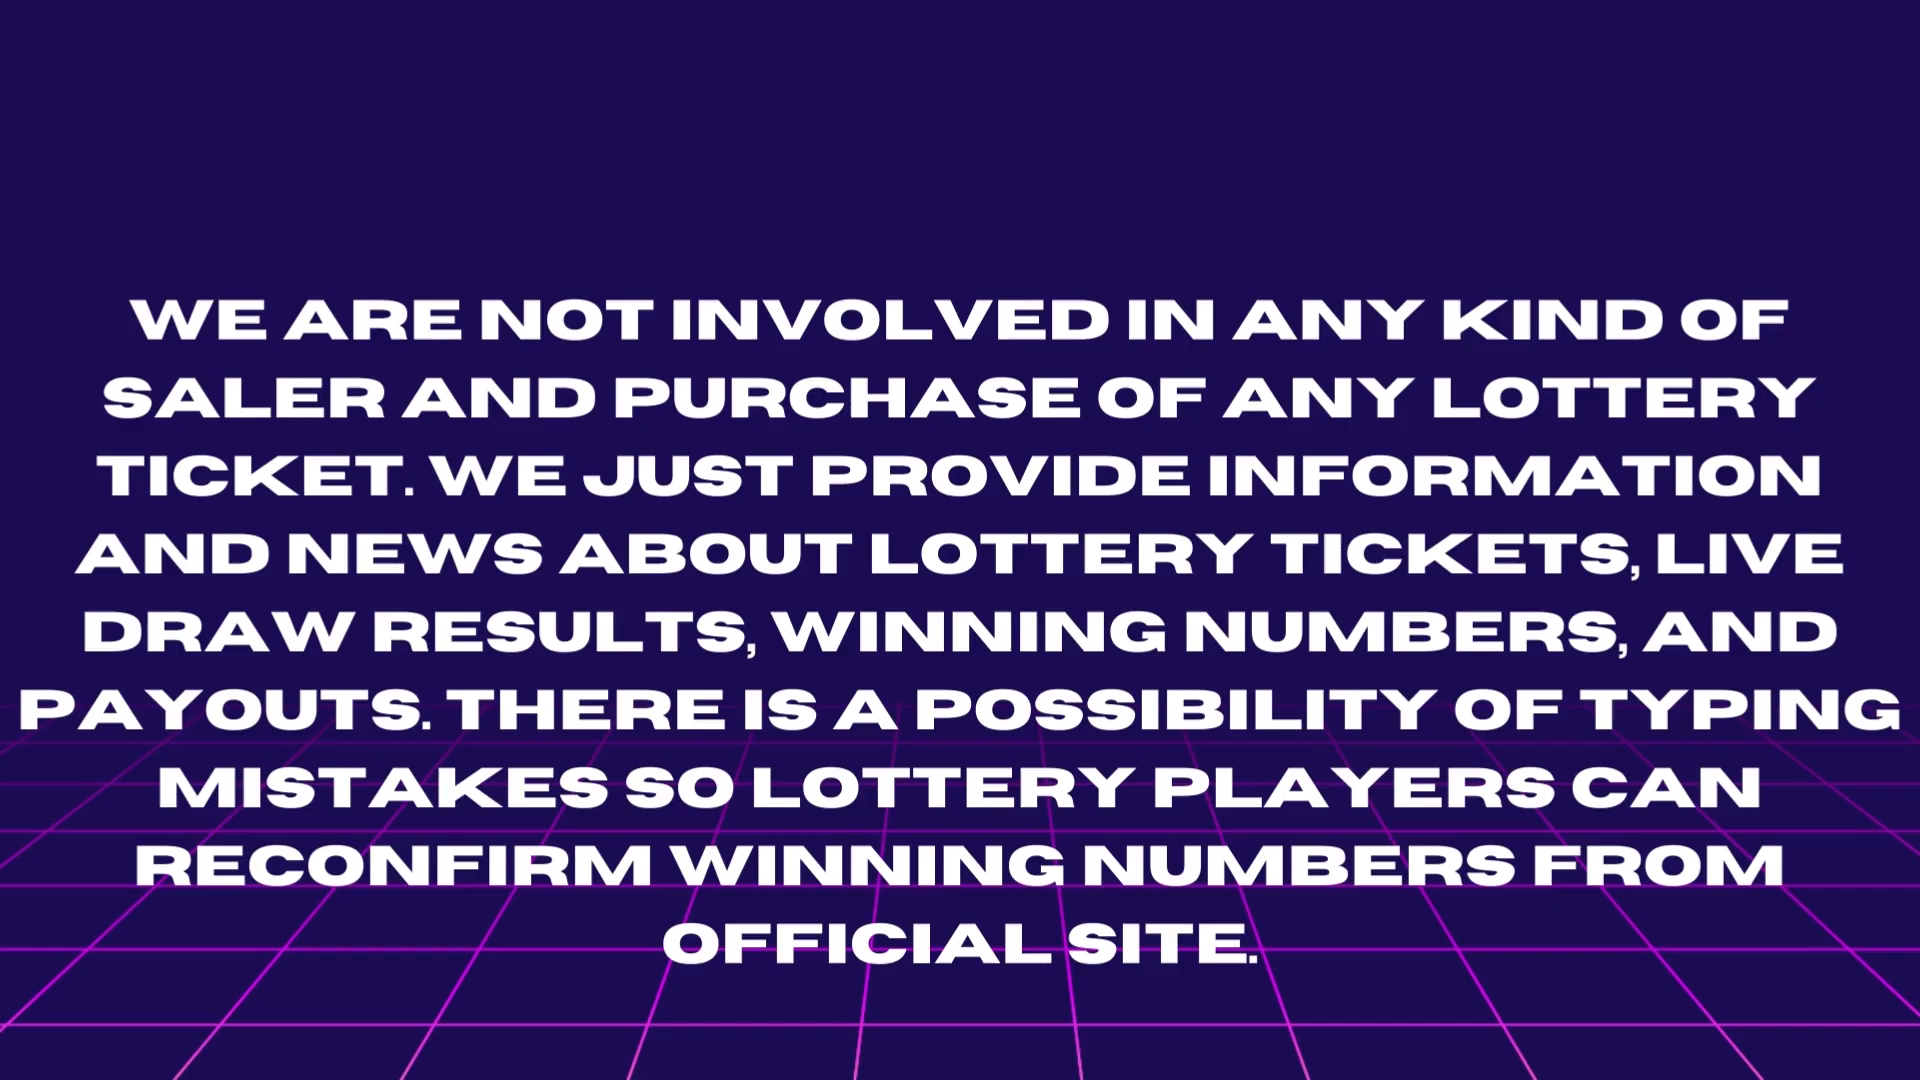 WE ARE NOT INVOLVED IN ANY KIND OF
SALER AND PURCHASE OF ANY LOTTERY
TICKET. WE JUST PROVIDE INFORMATION
AND NEWS ABOUT LOTTERY TICKETS, LIVE
DRAW RESULTS, WINNING NUMBERS, AND
PAYOUTS. THERE IS A POSSIBILITY OF TYPING
MISTAKES SO LOTTERY PLAYERS CAN
RECONFIRM WINNING NUMBERS FROM
OFFICIAL SITE.